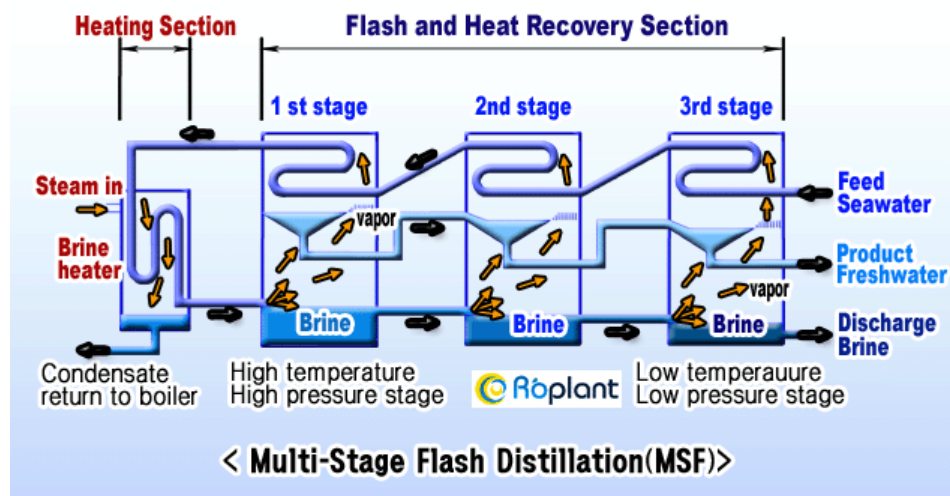 Heating Section
Flash and Heat Recovery Section
1 st stage
2nd stage
3rd stage
Steam in
Feed
Seawater
vapor
Brine
heater
Product
Freshwater
vapor
Brine
Brine
Brine
Discharge
Brine
Condensate
return to boiler
High temperature
High pressure stage
Röplant
Low temperauure
Low pressure stage
< Multi-Stage Flash Distillation(MSF)>